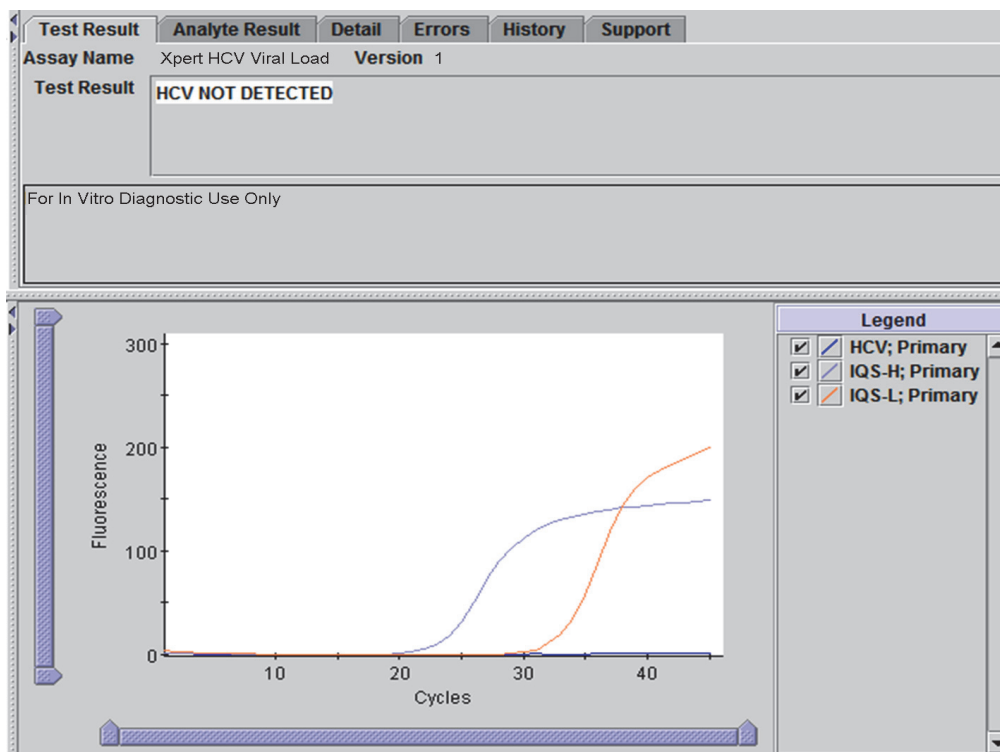 Test Result Analyte Result Detail Errors History Support
Assay Name Xpert HCV Viral Load Version 1
Test Result HCV NOT DETECTED
For In Vitro Diagnostic Use Only
300
200
100
0
Fluorescence
10 20 30 40
Cycles
Legend
HCV; Primary
IQS-H; Primary
IQS-L; Primary